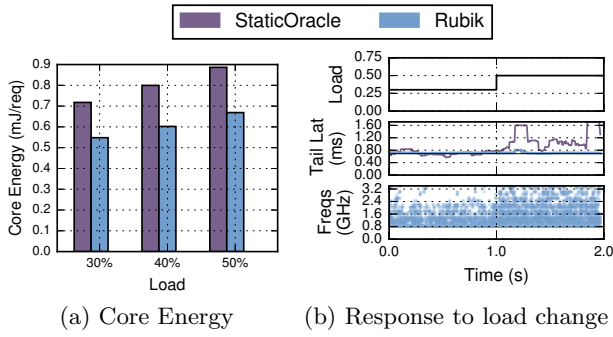 StaticOracle Rubik
Core Energy (mJ/req)
0.9
0.8
0.7
0.6
0.5
0.4
0.3
0.2
0.1
0.0
30% 40% 50%
Load
(a) Core Energy
Load
0.75
0.50
0.25
0.00
Tail Lat
(ms)
1.60
1.20
0.80
0.40
Freqs
(GHz)
3.2
2.4
1.6
0.8
0.0 1.0 2.0
Time (s)
(b) Response to load change